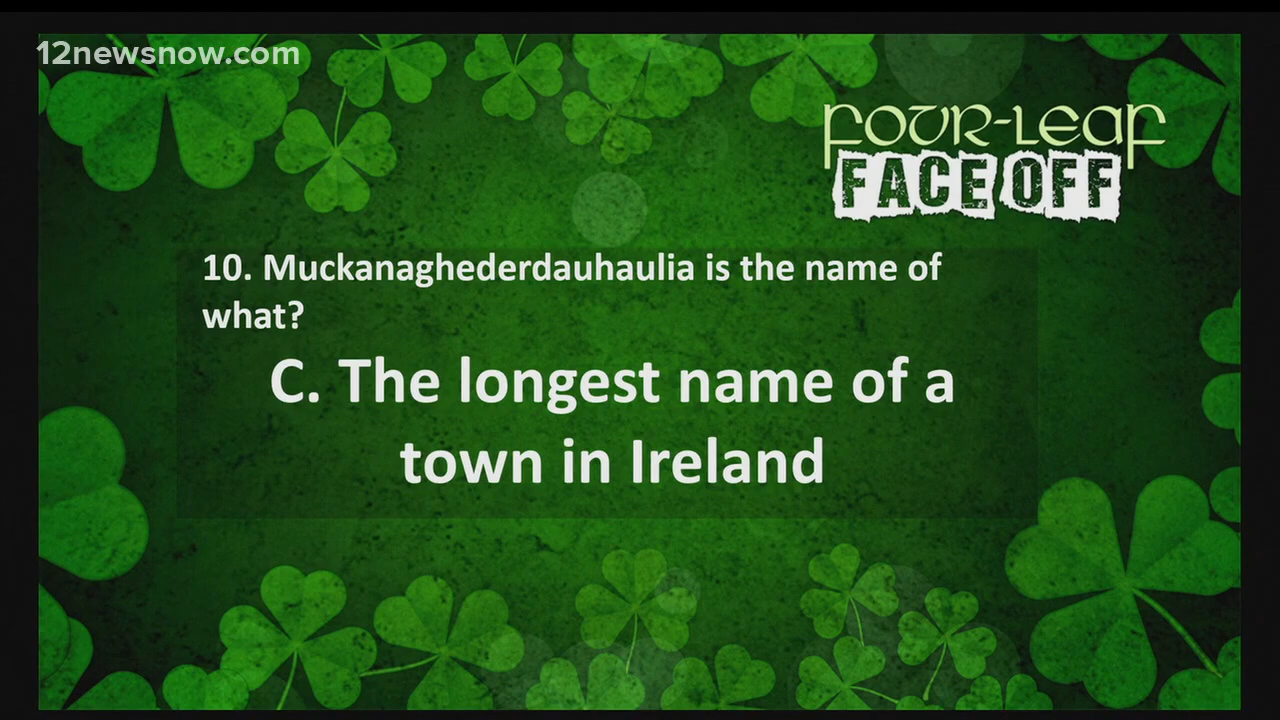 12newsnow.com
FOUR-LEAF
FACE OFF
10. Muckanaghederdauhaulia is the name of
what?
C. The longest name of a
town in Ireland